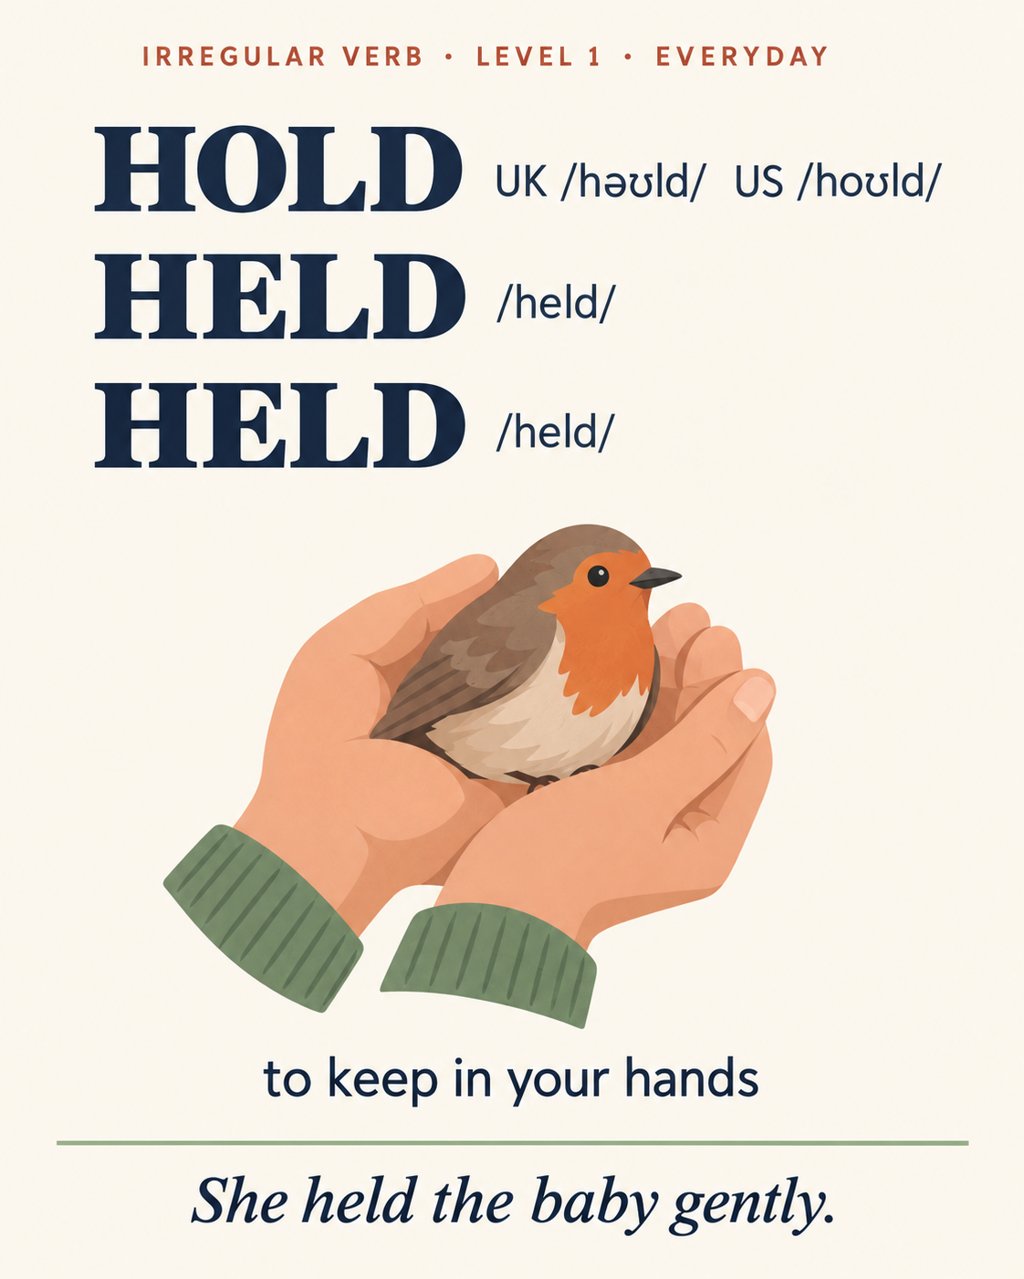 IRREGULAR VERB • LEVEL 1 • EVERYDAY
HOLD UK /həʊld/ US /hoʊld/
HELD /held/
HELD /held/
to keep in your hands
She held the baby gently.